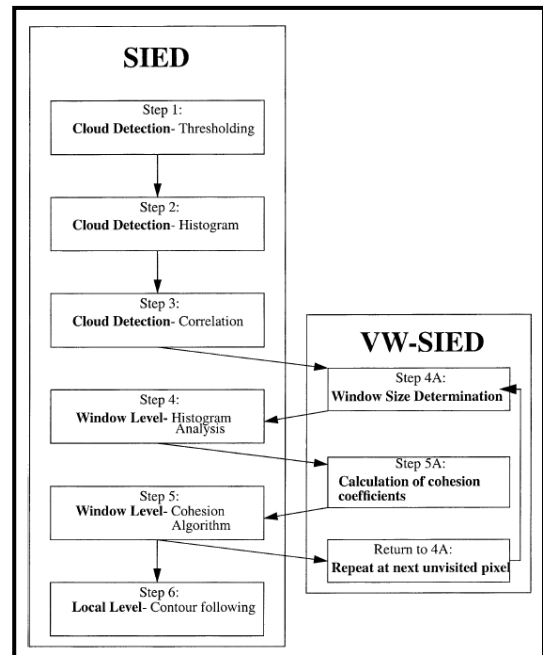 SIED
Step 1:
Cloud Detection- Thresholding
Step 2:
Cloud Detection- Histogram
Step 3:
Cloud Detection- Correlation
VW-SIED
Step 4A:
Window Size Determination
Step 4:
Window Level- Histogram
Analysis
Step 5A:
Calculation of cohesion
coefficients
Step 5:
Window Level- Cohesion
Algorithm
Return to 4A:
Repeat at next unvisited pixel
Step 6:
Local Level- Contour following